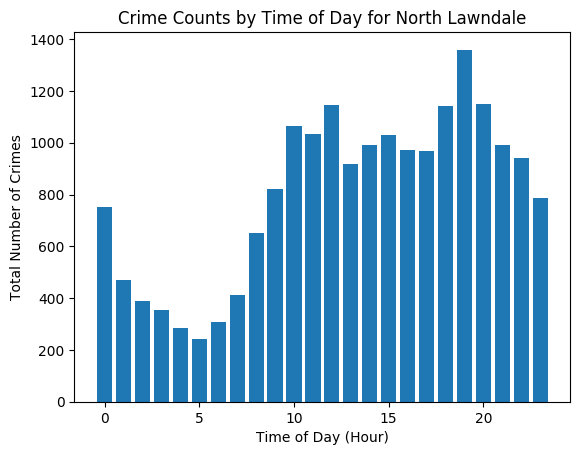 Crime Counts by Time of Day for North Lawndale
Total Number of Crimes
1400
1200
1000
800
600
400
200
0
0 5 10 15 20
Time of Day (Hour)